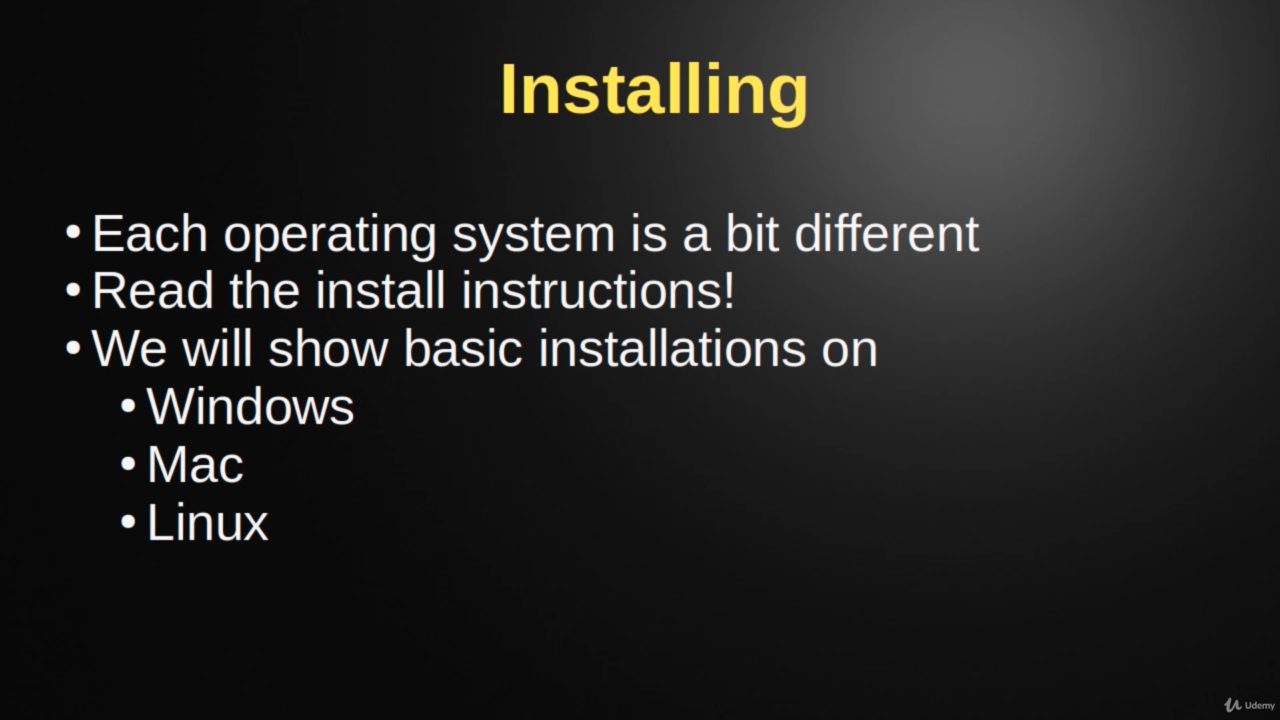 Installing
• Each operating system is a bit different
• Read the install instructions!
• We will show basic installations on
• Windows
• Mac
• Linux
Udemy